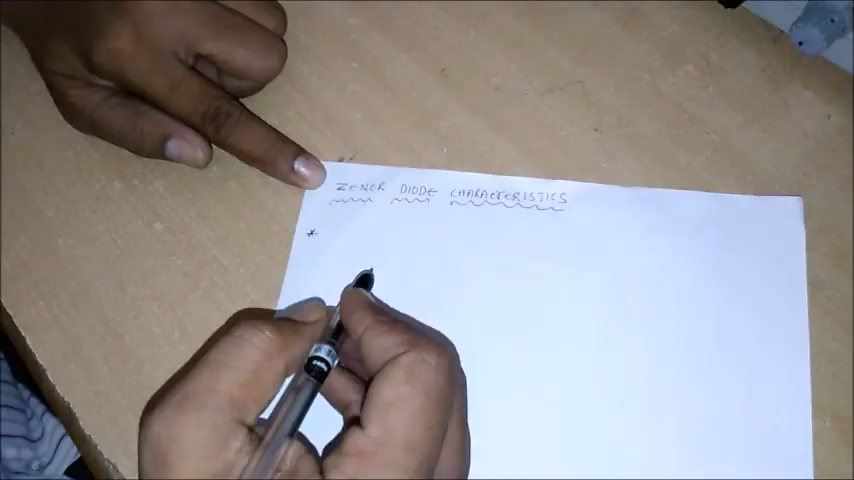 ZENER DIODE CHARACTERISTICS
*